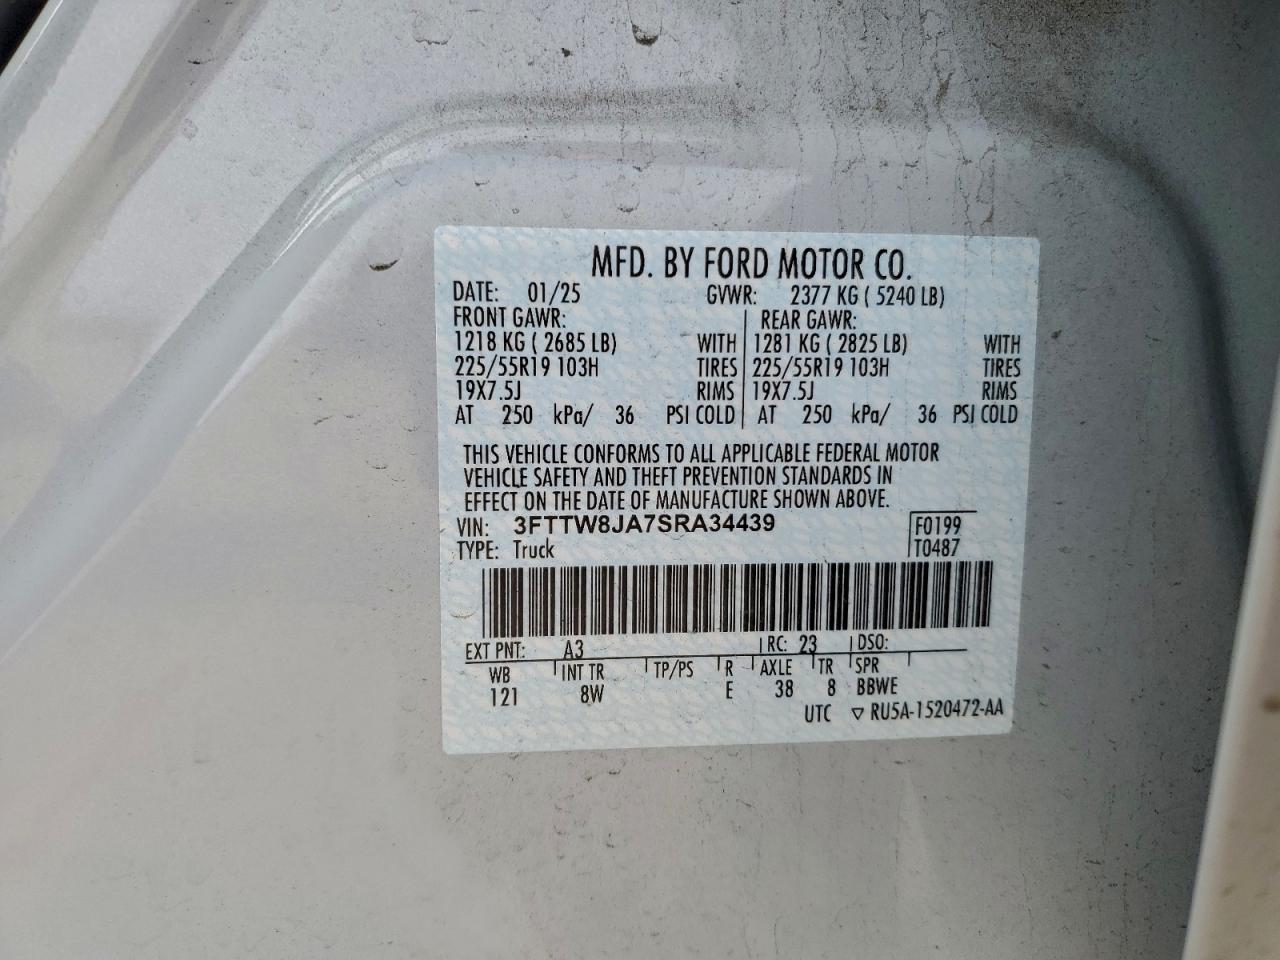 MFD. BY FORD MOTOR CO.
DATE: 01/25 GVWR: 2377 KG ( 5240 LB)
FRONT GAWR: REAR GAWR:
1218 KG ( 2685 LB) WITH 1281 KG ( 2825 LB) WITH
225/55R19 103H TIRES 225/55R19 103H TIRES
19X7.5J RIMS 19X7.5J RIMS
AT 250 kPa/ 36 PSI COLD AT 250 kPa/ 36 PSI COLD
THIS VEHICLE CONFORMS TO ALL APPLICABLE FEDERAL MOTOR
VEHICLE SAFETY AND THEFT PREVENTION STANDARDS IN
EFFECT ON THE DATE OF MANUFACTURE SHOWN ABOVE.
VIN: 3FTTW8JA7SRA34439 F0199
TYPE: Truck T0487
EXT PNT: A3 RC: 23 DSO:
WB INT TR TP/PS R AXLE TR SPR
121 8W E 38 8 BBWE
UTC ▽ RU5A-1520472-AA